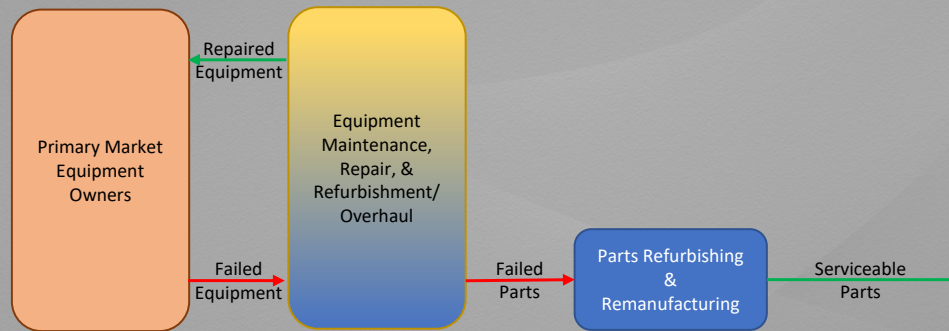 Primary Market
Equipment
Owners
Repaired
Equipment
Failed
Equipment
Equipment
Maintenance,
Repair, &
Refurbishment/
Overhaul
Failed
Parts
Parts Refurbishing
&
Remanufacturing
Serviceable
Parts